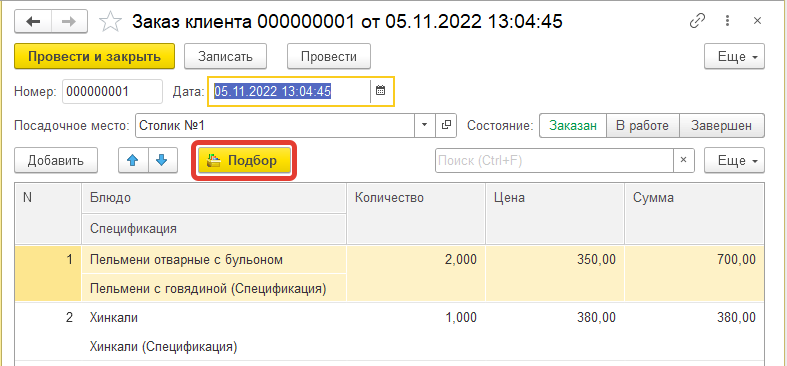 Заказ клиента 000000001 от 05.11.2022 13:04:45
Провести и закрыть Записать Провести Еще
Номер: 000000001 Дата: 05.11.2022 13:04:45
Посадочное место: Столик №1 Состояние: Заказан В работе Завершен
Добавить Подбор Поиск (Ctrl+F) × Еще
N Блюдо Количество Цена Сумма
Спецификация
1 Пельмени отварные с бульоном 2,000 350,00 700,00
Пельмени с говядиной (Спецификация)
2 Хинкали 1,000 380,00 380,00
Хинкали (Спецификация)